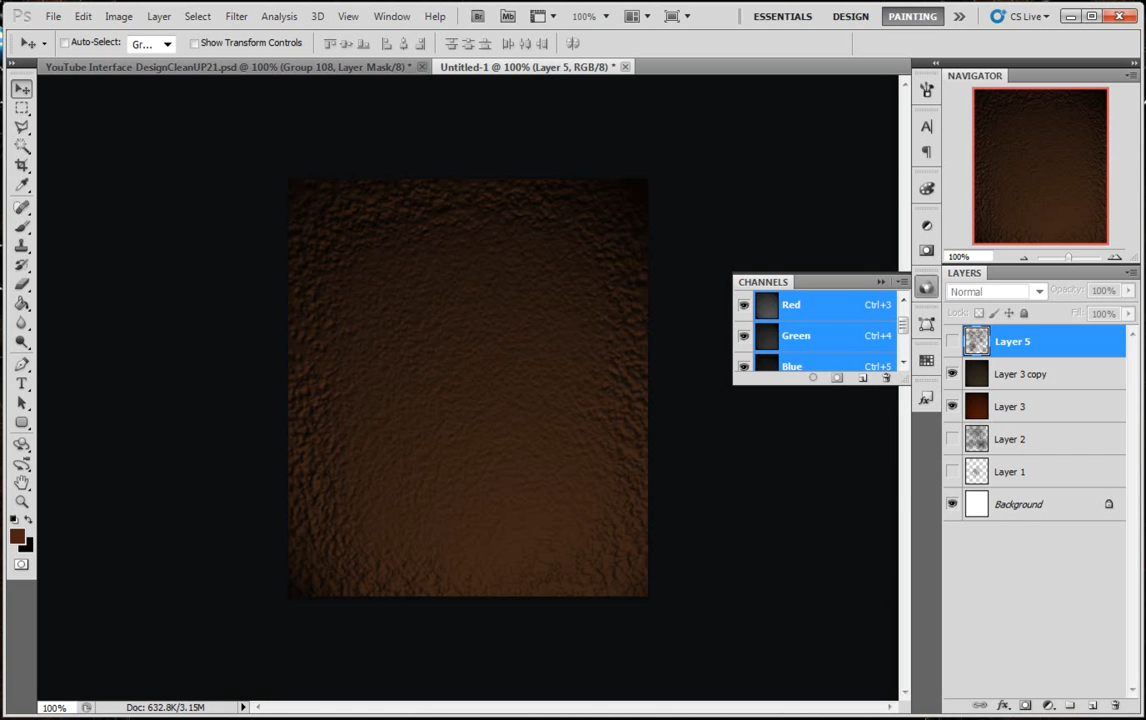 Ps File Edit Image Layer Select Filter Analysis 3D View Window Help Br Mb 100% ESSENTIALS DESIGN PAINTING CS Live
Auto-Select: Gr... Show Transform Controls
YouTube Interface DesignCleanUP21.psd @ 100% (Group 108, Layer Mask/8) * Untitled-1 @ 100% (Layer 5, RGB/8) *
NAVIGATOR
100%
CHANNELS
Red Ctrl+3
Green Ctrl+4
Blue Ctrl+5
LAYERS
Normal Opacity: 100%
Lock: Fill: 100%
Layer 5
Layer 3 copy
Layer 3
Layer 2
Layer 1
Background
100% Doc: 632.8K/3.15M